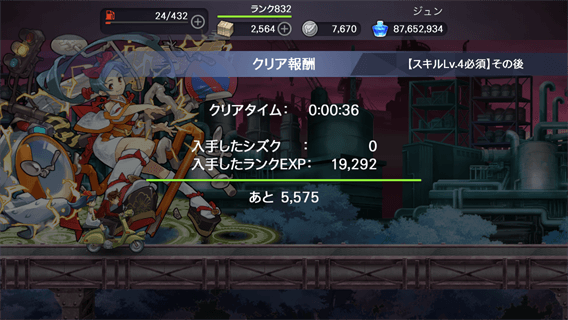 24/432
ランク832
2,564
7,670
ジュン
87,652,934
クリア報酬
【スキルLv.4必須】その後
クリアタイム： 0:00:36
入手したシズク ： 0
入手したランクEXP： 19,292
あと 5,575